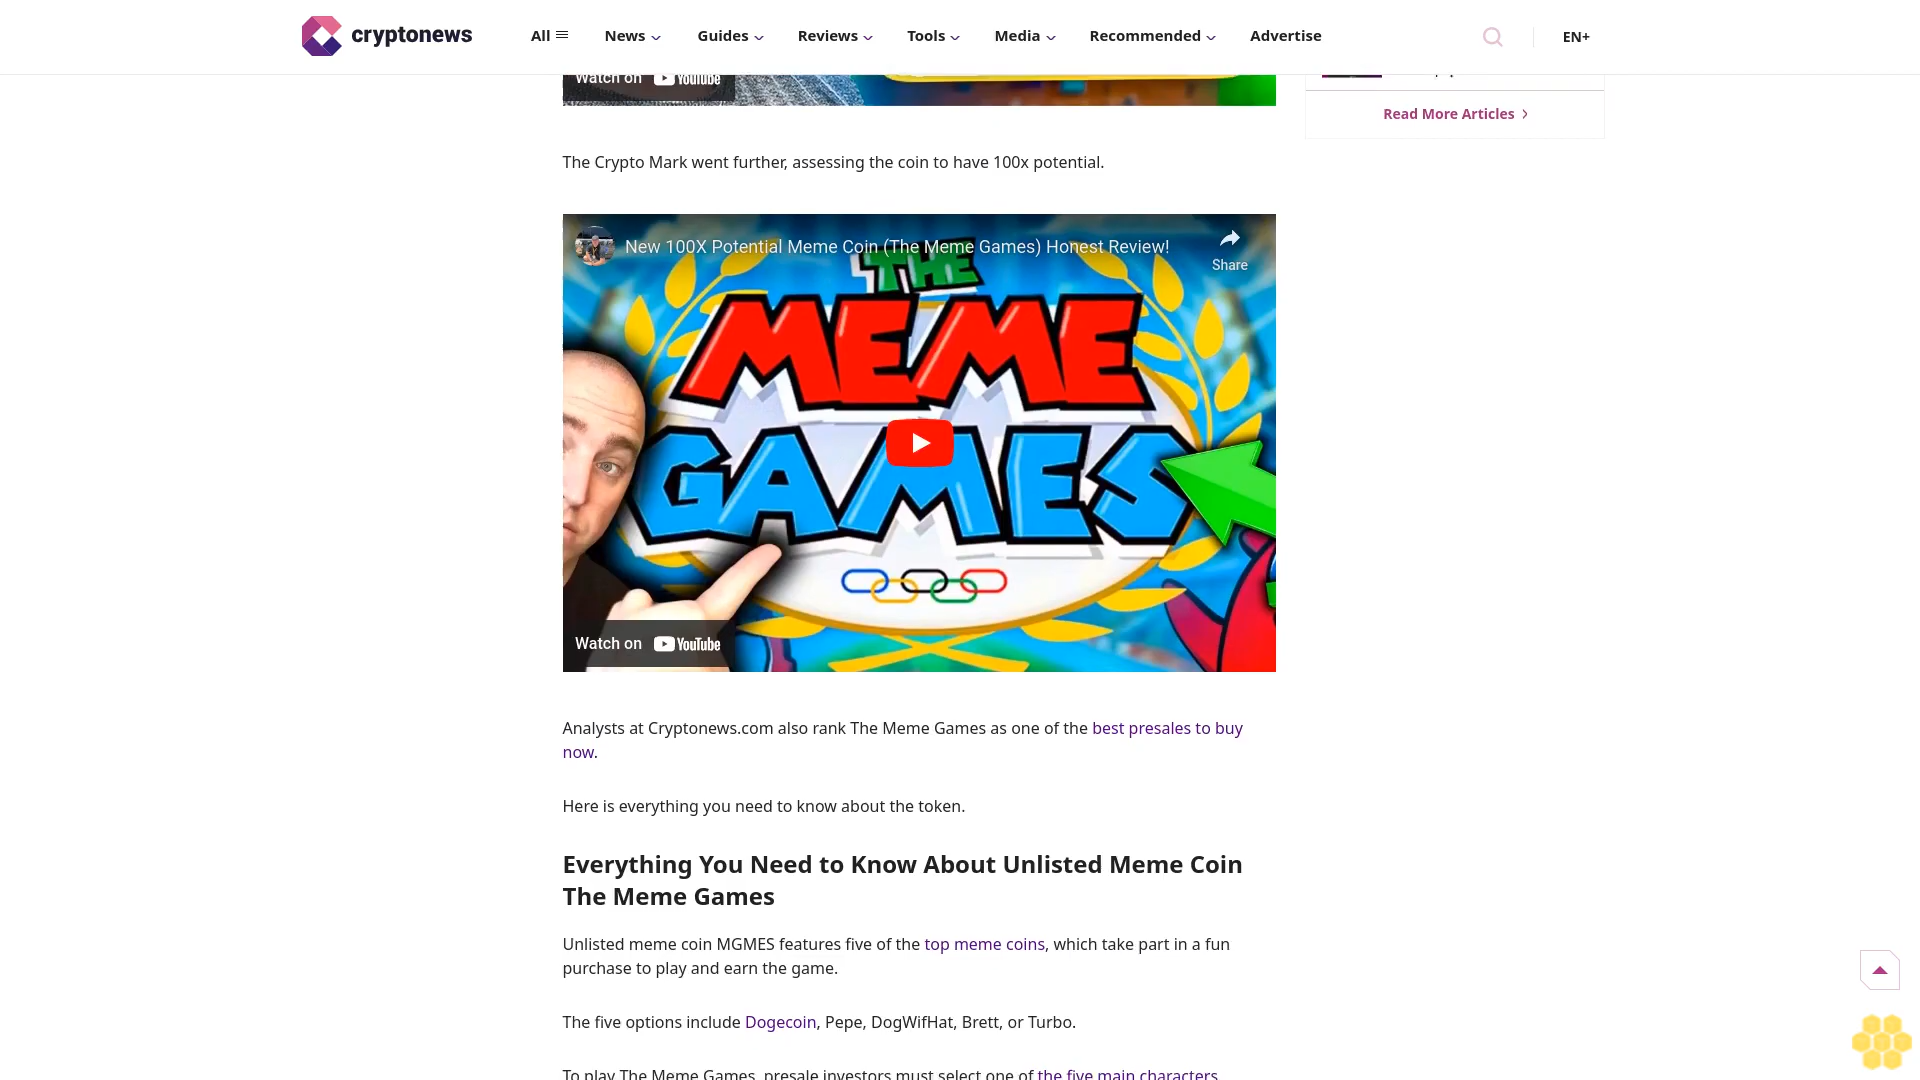 cryptonews
All
News
Guides
Reviews
Tools
Media
Recommended
Advertise
EN+
Watch on YouTube
Read More Articles
The Crypto Mark went further, assessing the coin to have 100x potential.
New 100X Potential Meme Coin (The Meme Games) Honest Review!
Share
THE
MEME
GAMES
Watch on YouTube
Analysts at Cryptonews.com also rank The Meme Games as one of the best presales to buy
now.
Here is everything you need to know about the token.
Everything You Need to Know About Unlisted Meme Coin
The Meme Games
Unlisted meme coin MGMES features five of the top meme coins, which take part in a fun
purchase to play and earn the game.
The five options include Dogecoin, Pepe, DogWifHat, Brett, or Turbo.
To play The Meme Games, presale investors must select one of the five main characters